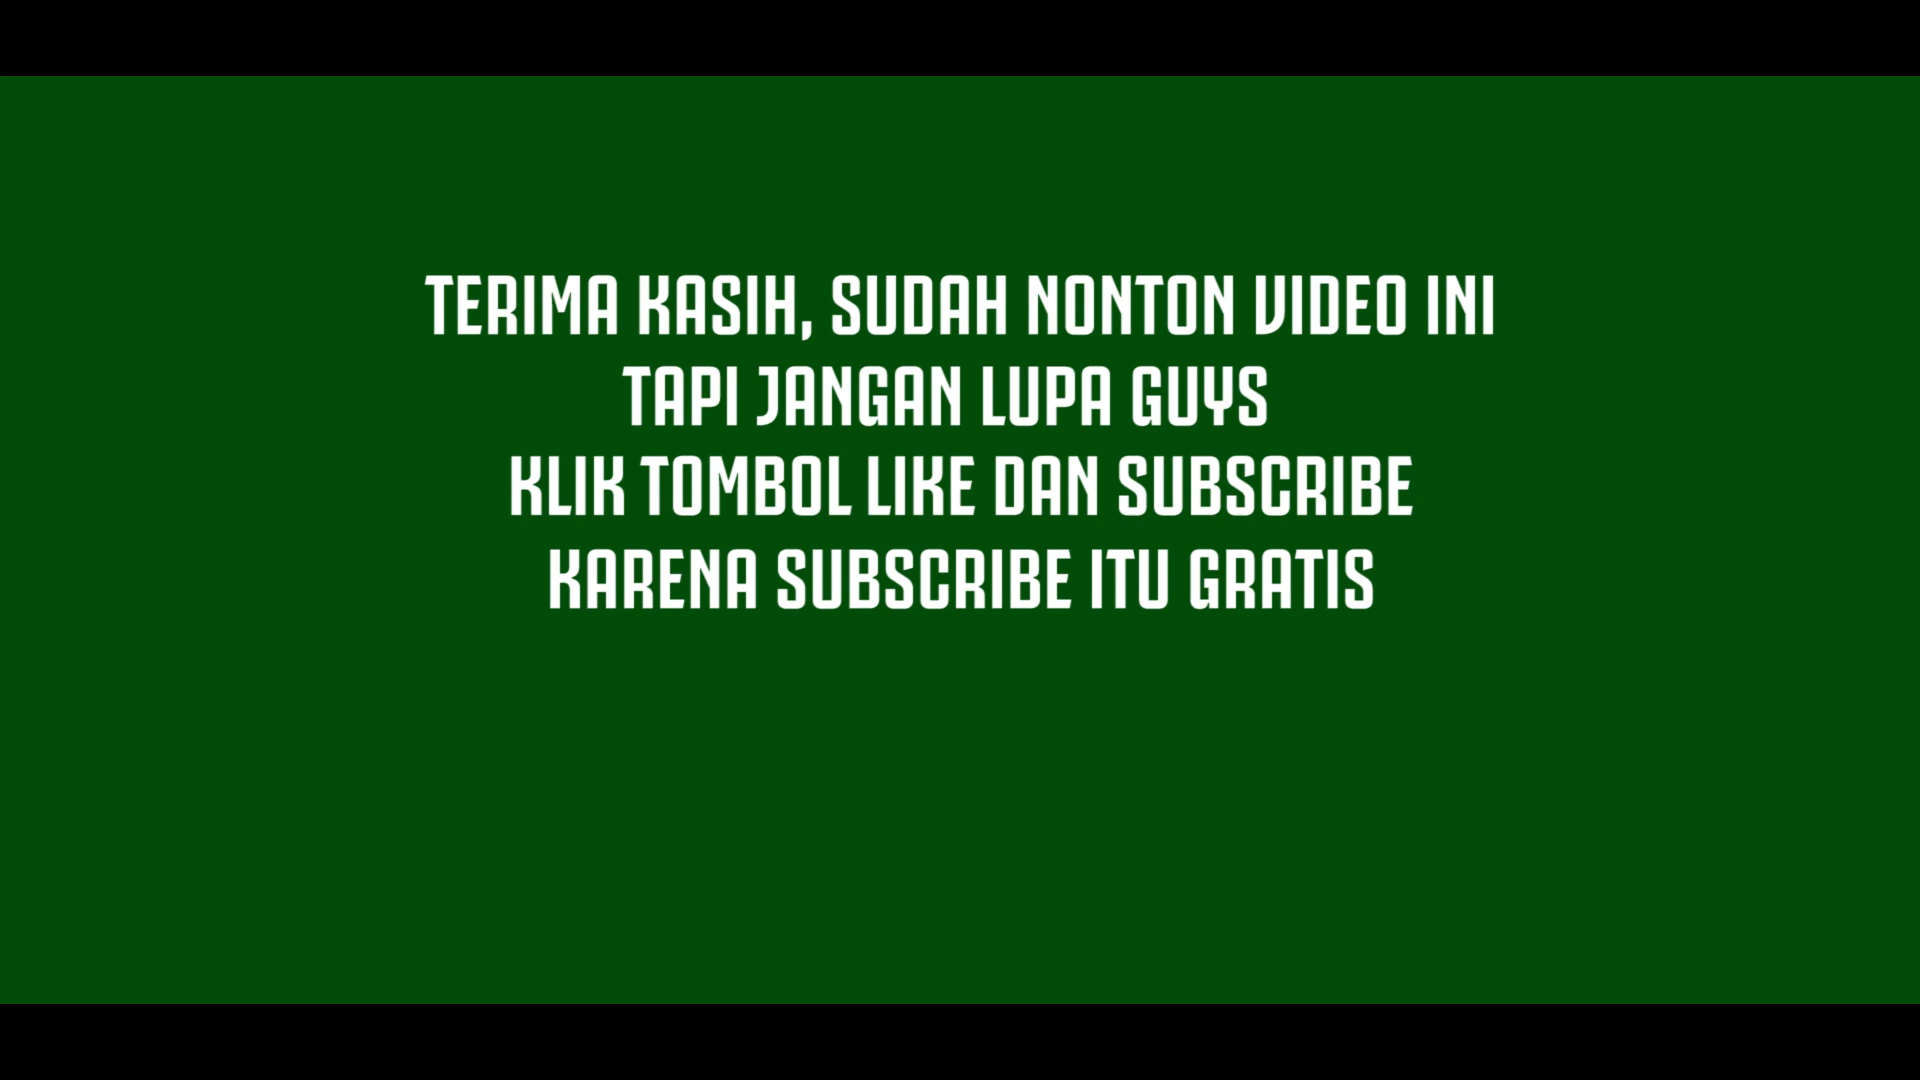 TERIMA KASIH, SUDAH NONTON VIDEO INI
TAPI JANGAN LUPA GUYS
KLIK TOMBOL LIKE DAN SUBSCRIBE
KARENA SUBSCRIBE ITU GRATIS